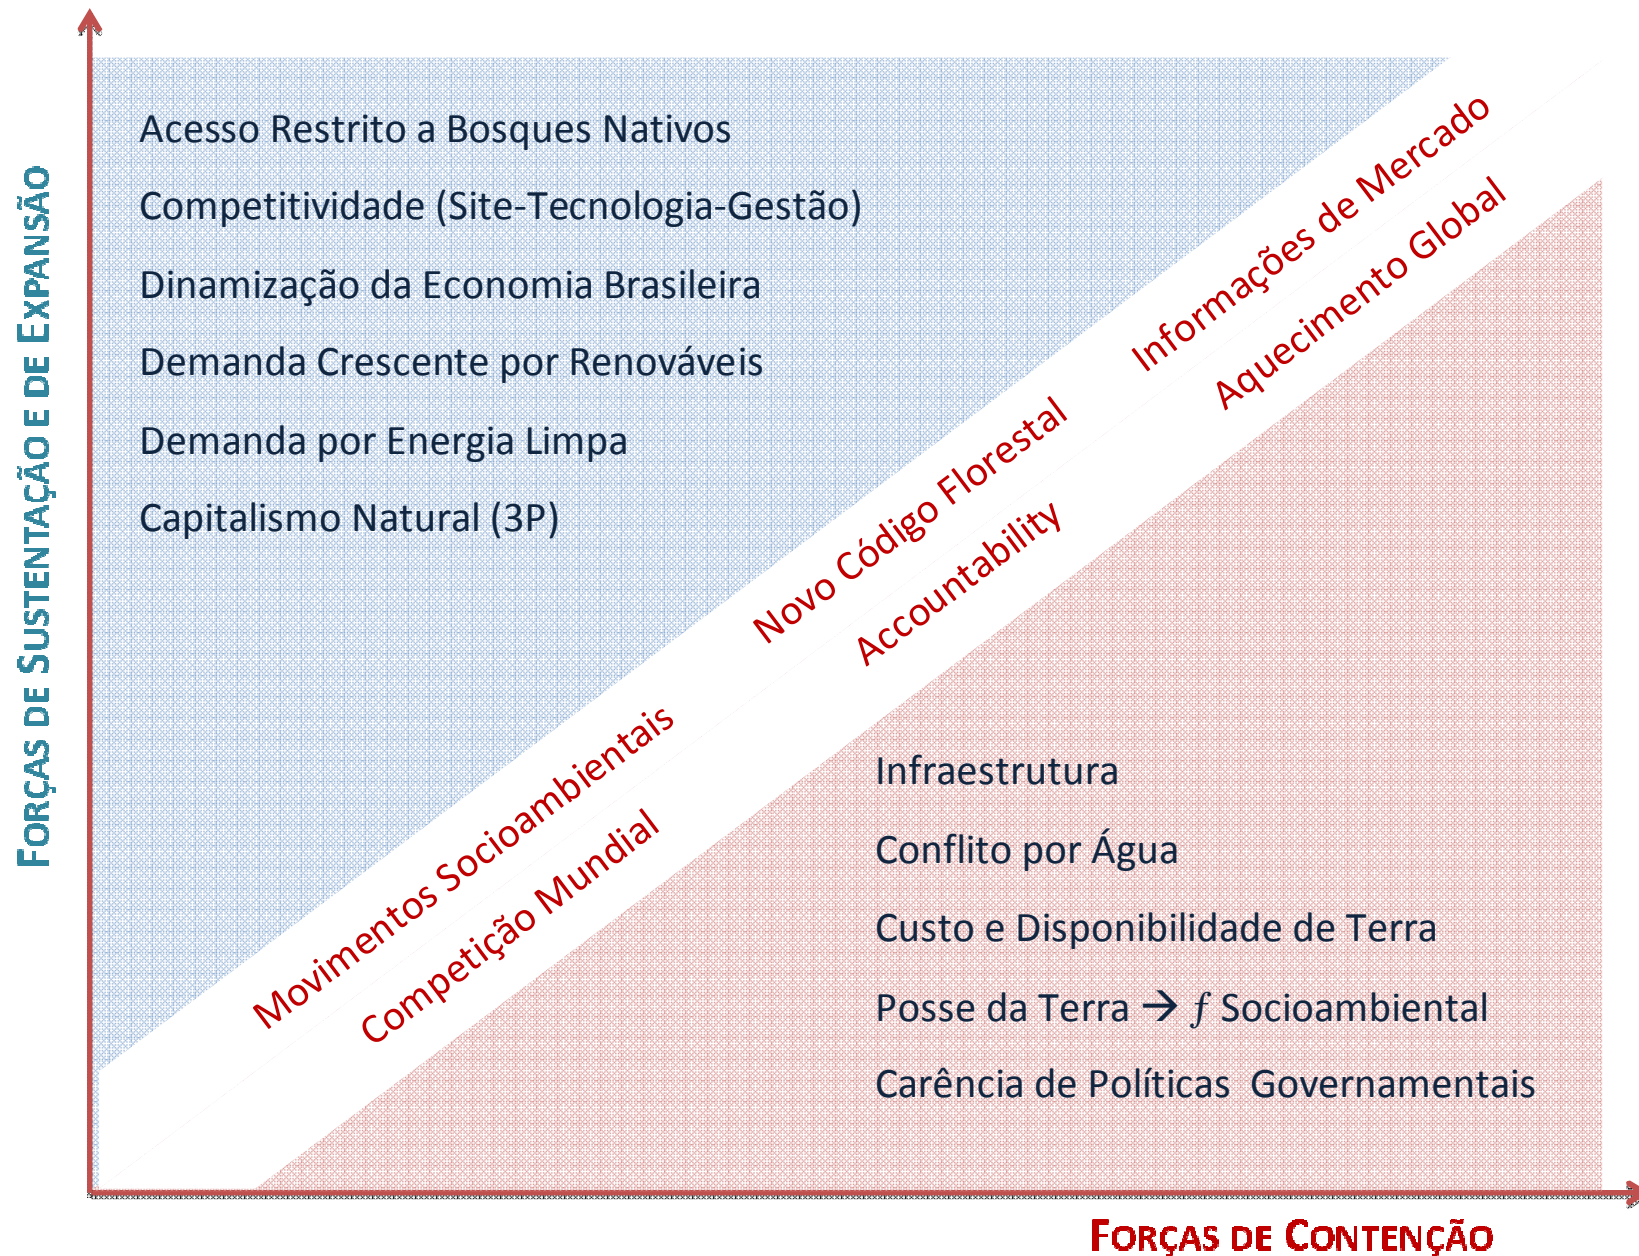 FORÇAS DE SUSTENTAÇÃO E DE EXPANSÃO
Acesso Restrito a Bosques Nativos
Competitividade (Site-Tecnologia-Gestão)
Dinamização da Economia Brasileira
Demanda Crescente por Renováveis
Demanda por Energia Limpa
Capitalismo Natural (3P)
Informações de Mercado
Aquecimento Global
Novo Código Florestal
Accountability
Movimentos Socioambientais
Competição Mundial
Infraestrutura
Conflito por Água
Custo e Disponibilidade de Terra
Posse da Terra → f Socioambiental
Carência de Políticas  Governamentais
FORÇAS DE CONTENÇÃO